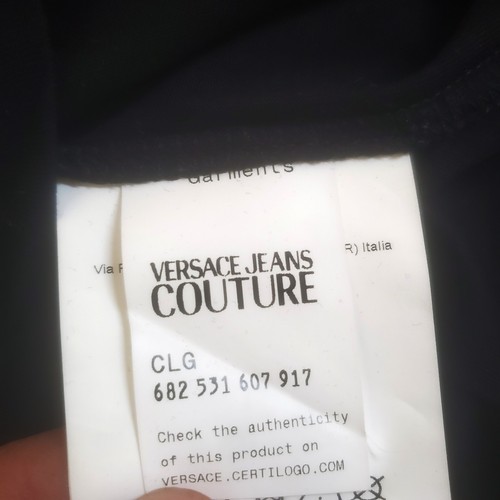 Garments
Via
R) Italia
VERSACE JEANS
COUTURE
CLG
682 531 607 917
Check the authenticity
of this product on
VERSACE.CERTILOGO.COM